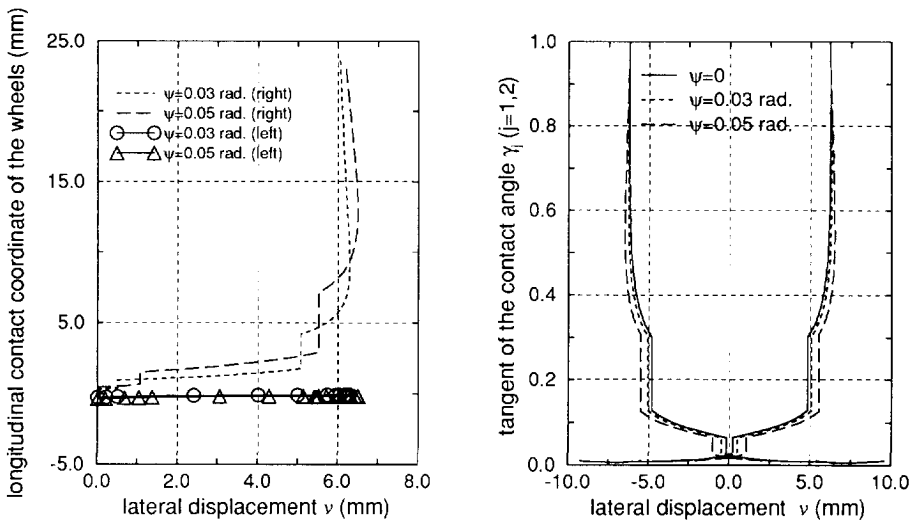 longitudinal contact coordinate of the wheels (mm)
25.0
15.0
5.0
-5.0
ψ=0.03 rad. (right)
ψ=0.05 rad. (right)
ψ=0.03 rad. (left)
ψ=0.05 rad. (left)
0.0 2.0 4.0 6.0 8.0
lateral displacement ν (mm)
tangent of the contact angle γj (j=1,2)
1.0
0.8
0.6
0.4
0.2
0.0
ψ=0
ψ=0.03 rad.
ψ=0.05 rad.
-10.0 -5.0 0.0 5.0 10.0
lateral displacement ν (mm)